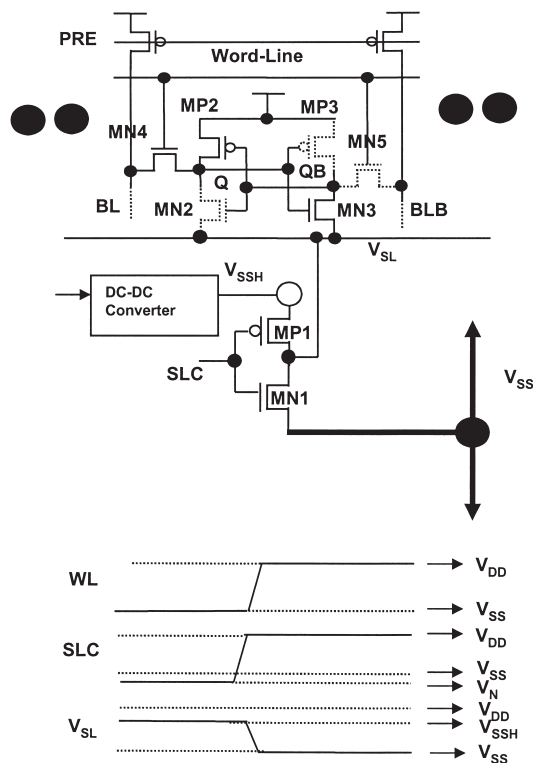 PRE
Word-Line
MP2
MP3
MN4
MN5
Q
QB
BL
MN2
MN3
BLB
VSL
VSSH
DC-DC
Converter
MP1
SLC
MN1
VSS
WL
VDD
VSS
SLC
VDD
VSS
VN
VDD
VSL
VSSH
VSS